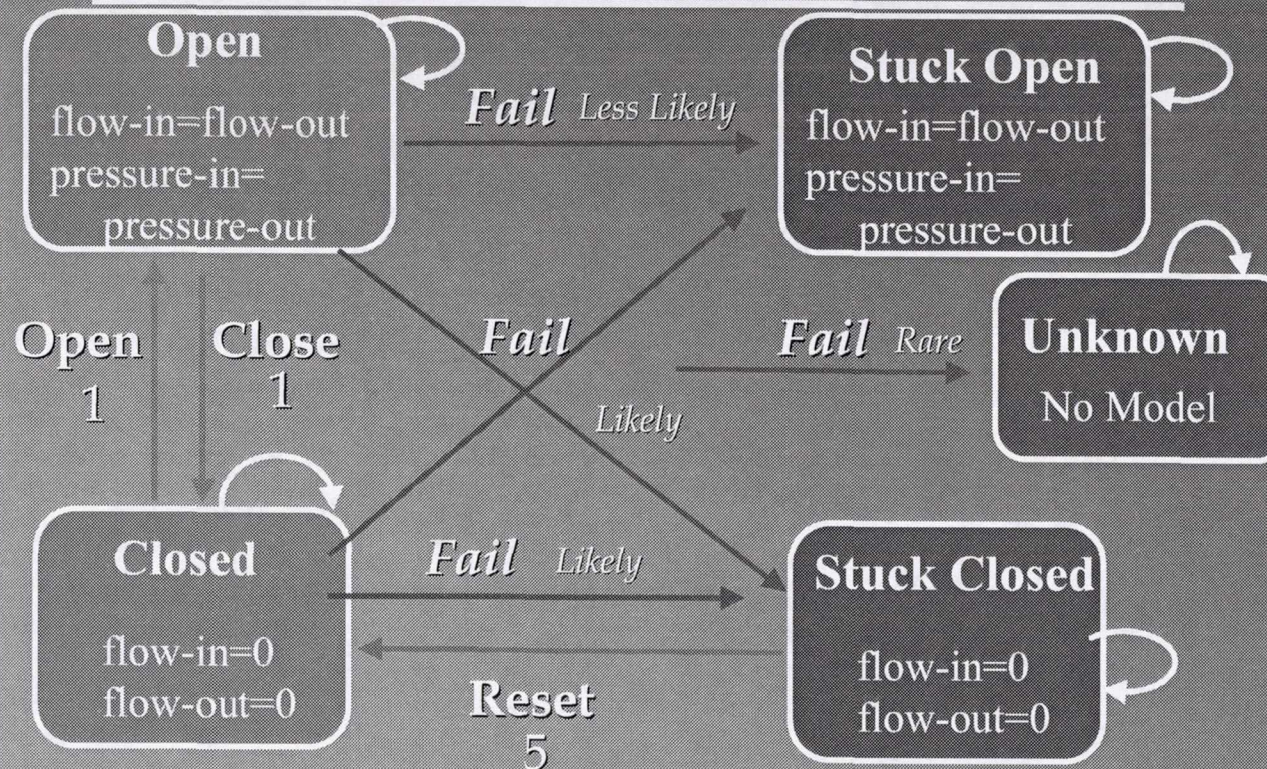 Open
flow-in=flow-out
pressure-in=
pressure-out
Fail Less Likely
Stuck Open
flow-in=flow-out
pressure-in=
pressure-out
Open
1
Close
1
Fail
Likely
Fail Rare
Unknown
No Model
Closed
flow-in=0
flow-out=0
Fail Likely
Reset
5
Stuck Closed
flow-in=0
flow-out=0